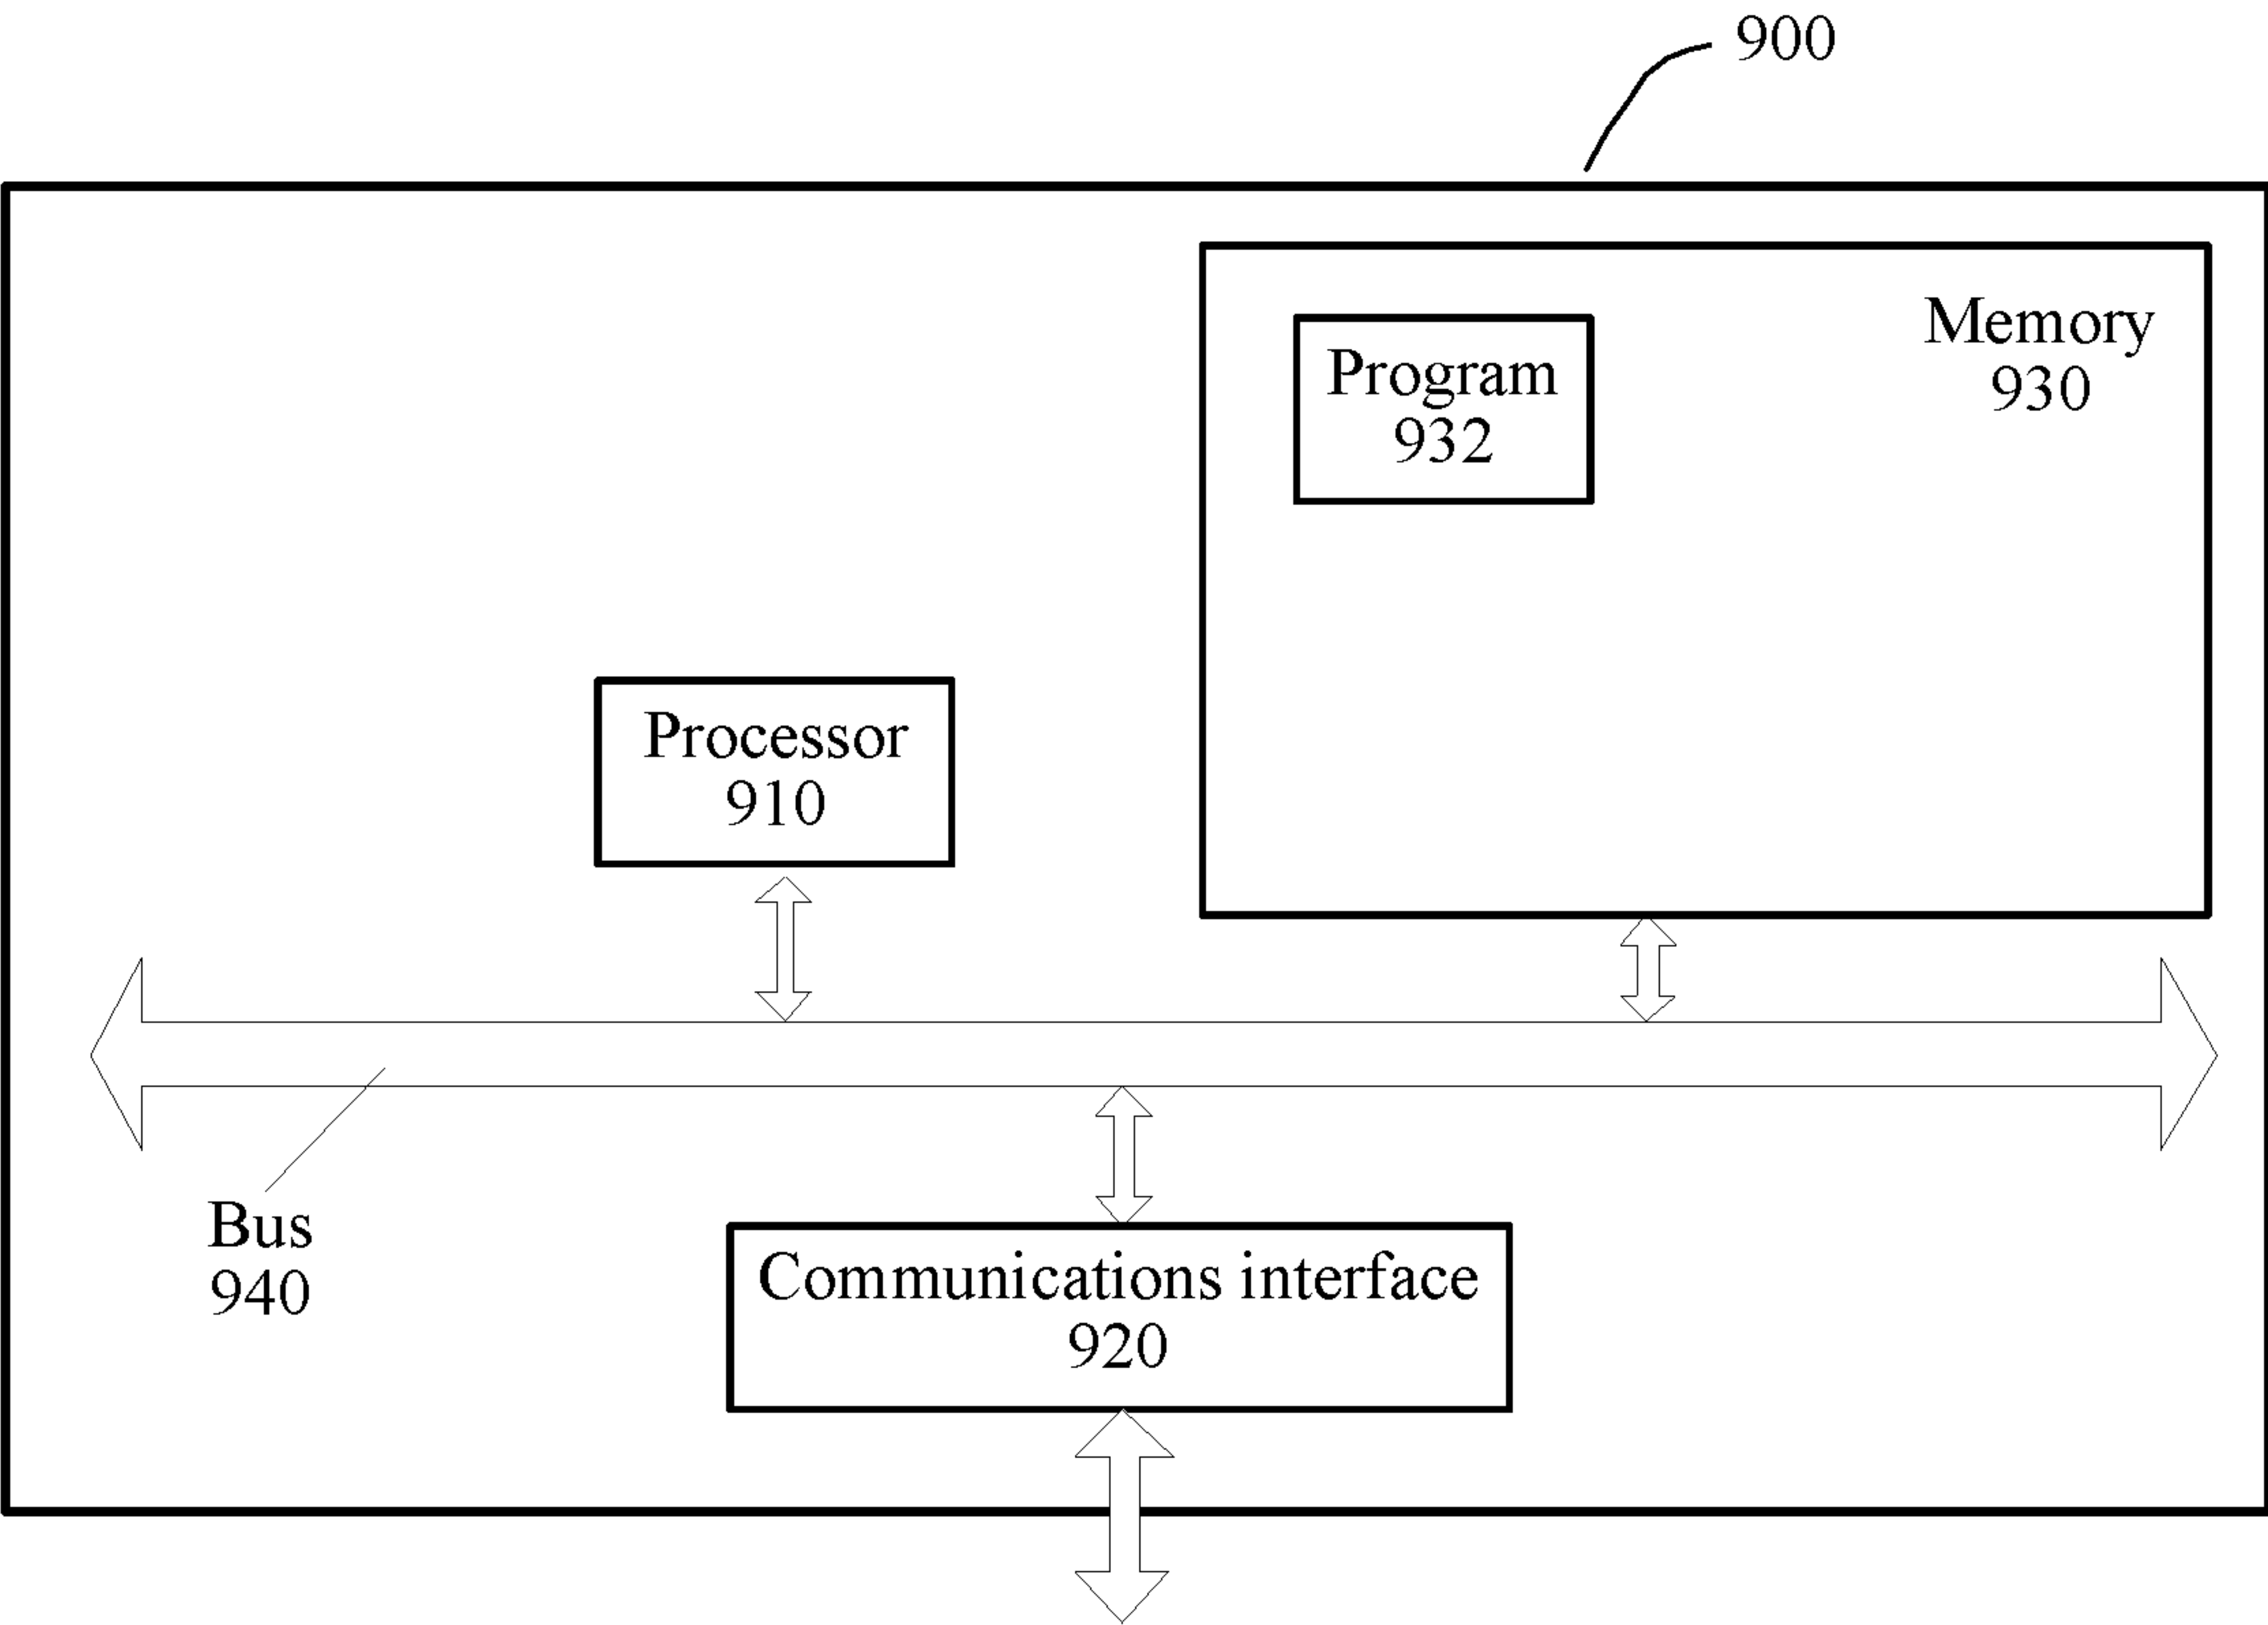 900
Memory
930
Program
932
Processor
910
Bus
940
Communications interface
920